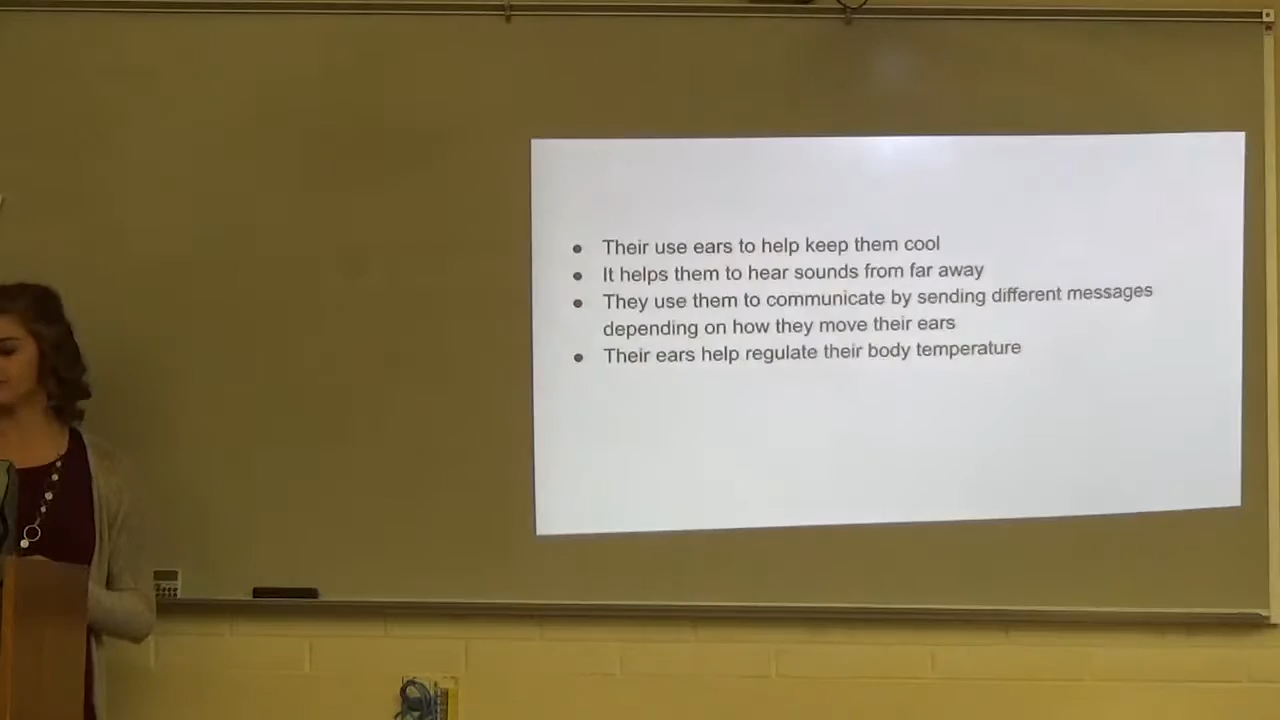 ● Their use ears to help keep them cool
● It helps them to hear sounds from far away
● They use them to communicate by sending different messages
depending on how they move their ears
● Their ears help regulate their body temperature